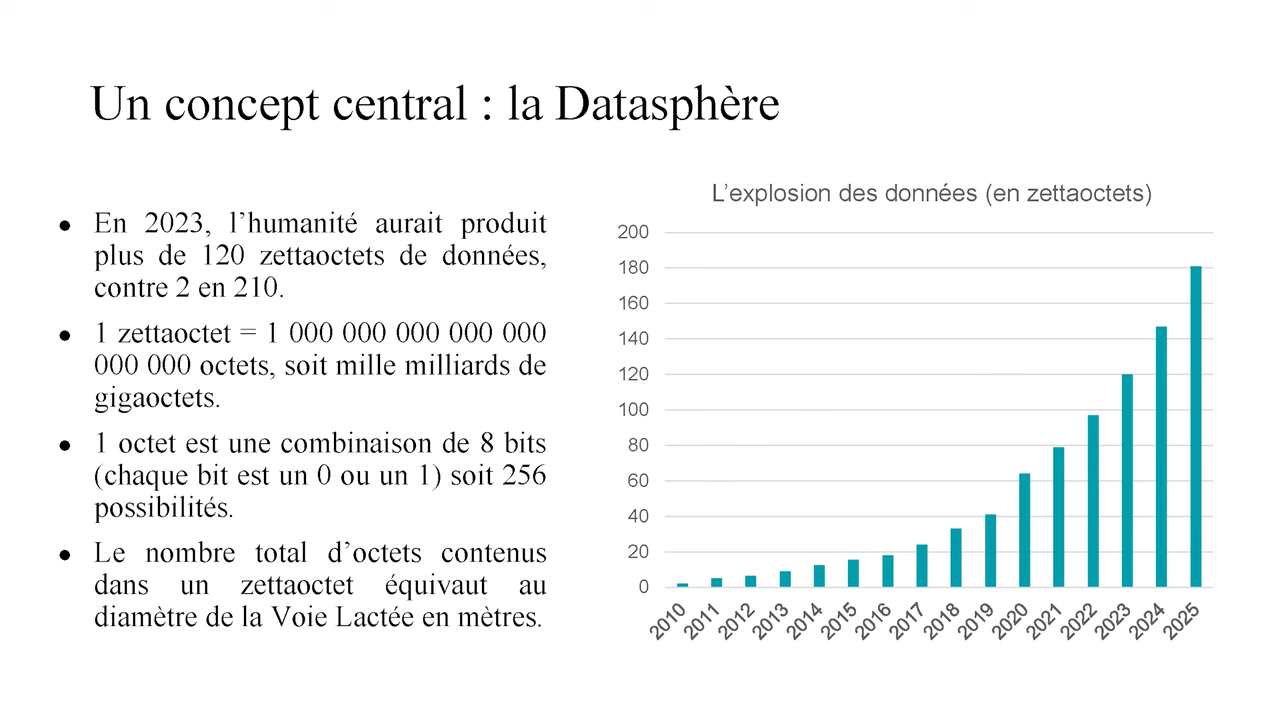 Un concept central : la Datasphère
● En 2023, l’humanité aurait produit
plus de 120 zettaoctets de données,
contre 2 en 210.
● 1 zettaoctet = 1 000 000 000 000 000
000 000 octets, soit mille milliards de
gigaoctets.
● 1 octet est une combinaison de 8 bits
(chaque bit est un 0 ou un 1) soit 256
possibilités.
● Le nombre total d’octets contenus
dans un zettaoctet équivaut au
diamètre de la Voie Lactée en mètres.
L’explosion des données (en zettaoctets)
200
180
160
140
120
100
80
60
40
20
0
2010 2011 2012 2013 2014 2015 2016 2017 2018 2019 2020 2021 2022 2023 2024 2025